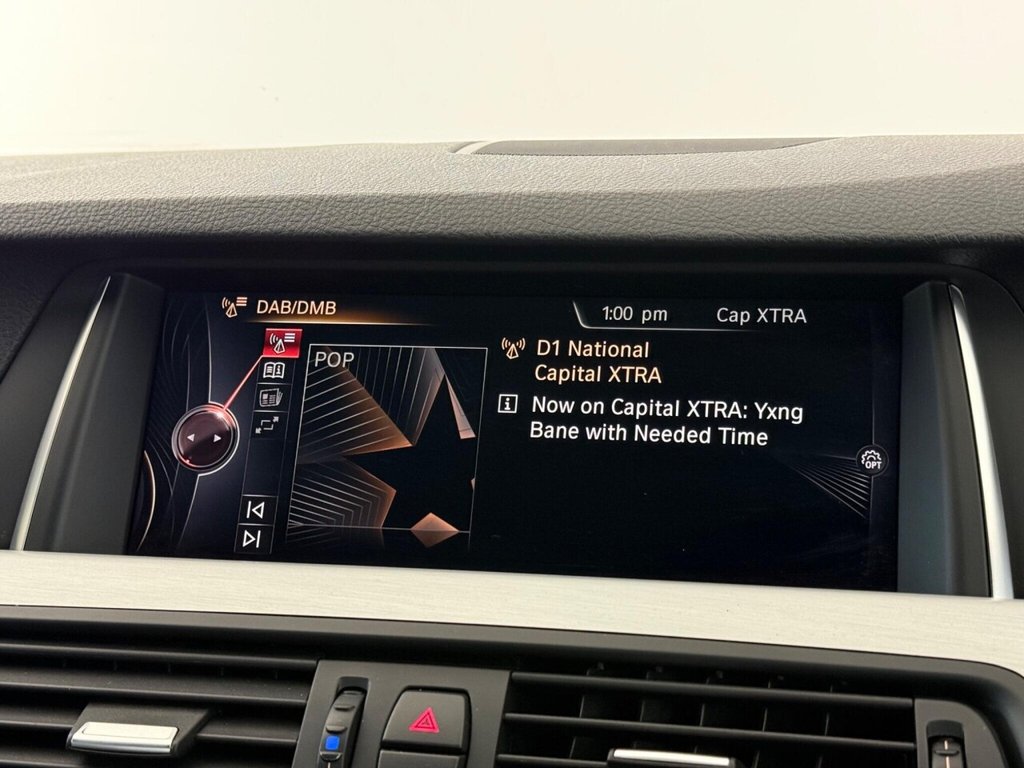 DAB/DMB
1:00 pm
Cap XTRA
POP
D1 National
Capital XTRA
Now on Capital XTRA: Yxng
Bane with Needed Time
OPT